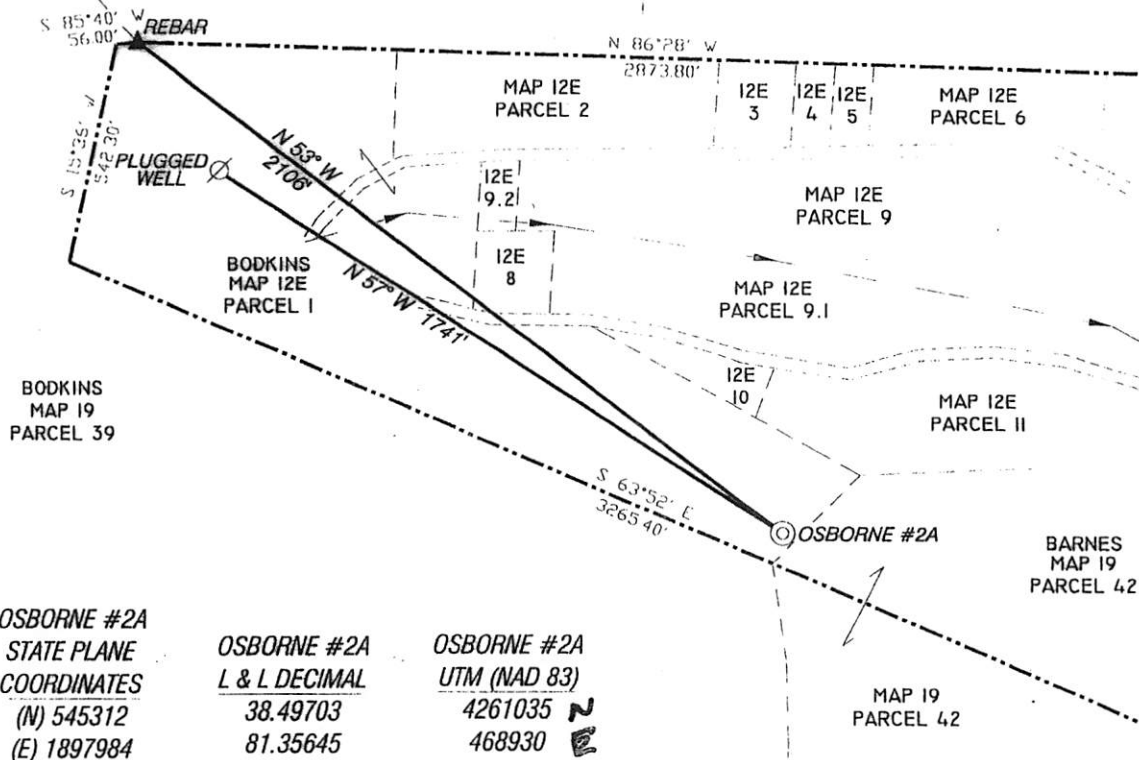 S 85°40' W
56.00'
REBAR
N 86°28' W
2873.80'
MAP 12E
PARCEL 2
12E
3
12E
4
12E
5
MAP 12E
PARCEL 6
S 15°35' W
542.30'
PLUGGED
WELL
N 53° W
2106'
12E
9.2
MAP 12E
PARCEL 9
12E
8
BODKINS
MAP 12E
PARCEL 1
N 57° W 1741'
MAP 12E
PARCEL 9.1
12E
10
MAP 12E
PARCEL 11
BODKINS
MAP 19
PARCEL 39
S 63°52' E
3265.40'
OSBORNE #2A
BARNES
MAP 19
PARCEL 42
MAP 19
PARCEL 42
OSBORNE #2A
STATE PLANE
COORDINATES
(N) 545312
(E) 1897984
OSBORNE #2A
L & L DECIMAL
38.49703
81.35645
OSBORNE #2A
UTM (NAD 83)
4261035 N
468930 E